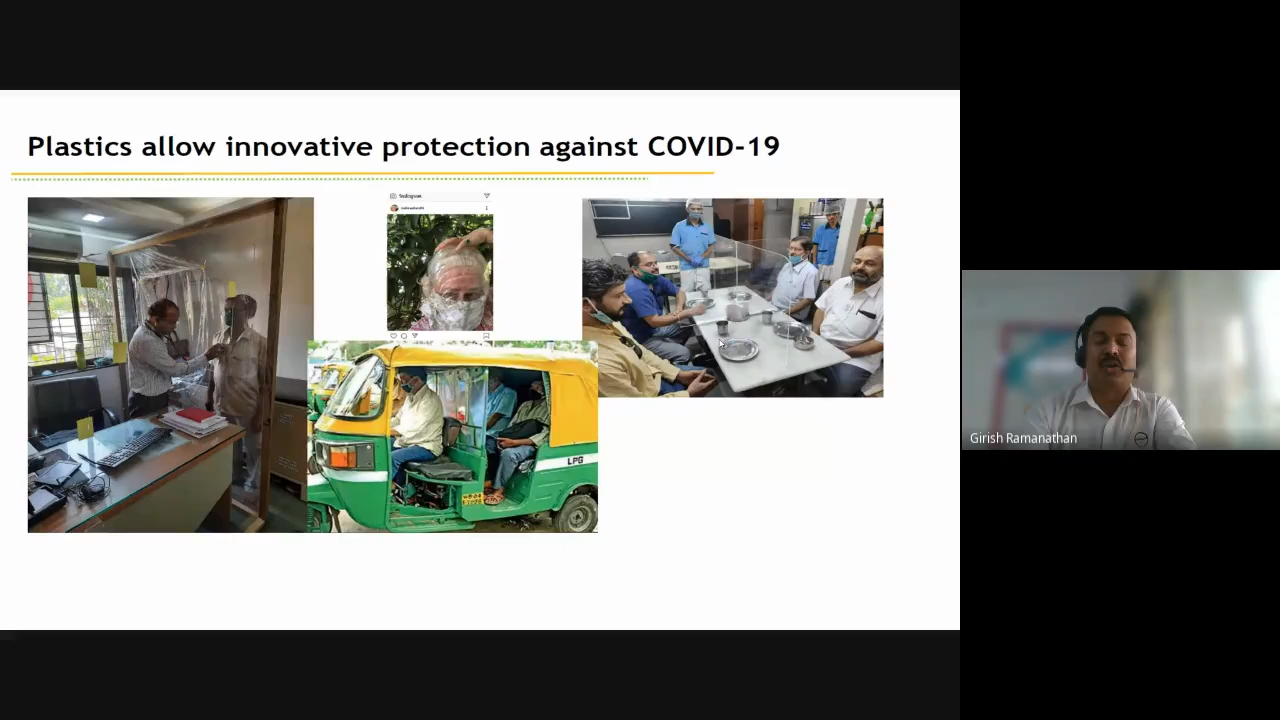 Plastics allow innovative protection against COVID-19
Instagram
LPG
Girish Ramanathan